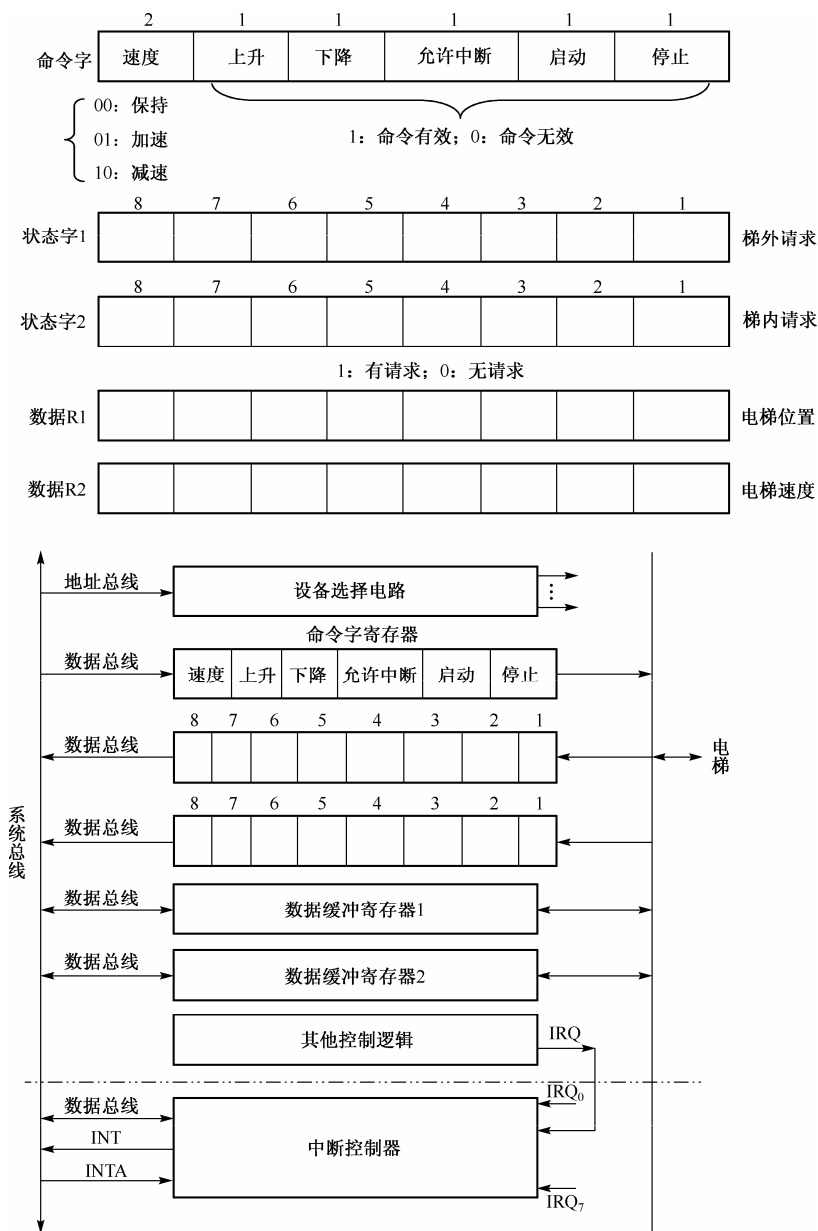 2 1 1 1 1 1
命令字 速度 上升 下降 允许中断 启动 停止
00：保持
01：加速
10：减速
1：命令有效；0：命令无效
8 7 6 5 4 3 2 1
状态字1 梯外请求
8 7 6 5 4 3 2 1
状态字2 梯内请求
1：有请求；0：无请求
数据R1 电梯位置
数据R2 电梯速度
地址总线 设备选择电路
命令字寄存器
数据总线 速度 上升 下降 允许中断 启动 停止
8 7 6 5 4 3 2 1
数据总线
电梯
8 7 6 5 4 3 2 1
数据总线
系统总线
数据总线 数据缓冲寄存器1
数据总线 数据缓冲寄存器2
其他控制逻辑 IRQ
数据总线 IRQ0
INT 中断控制器
INTA
IRQ7